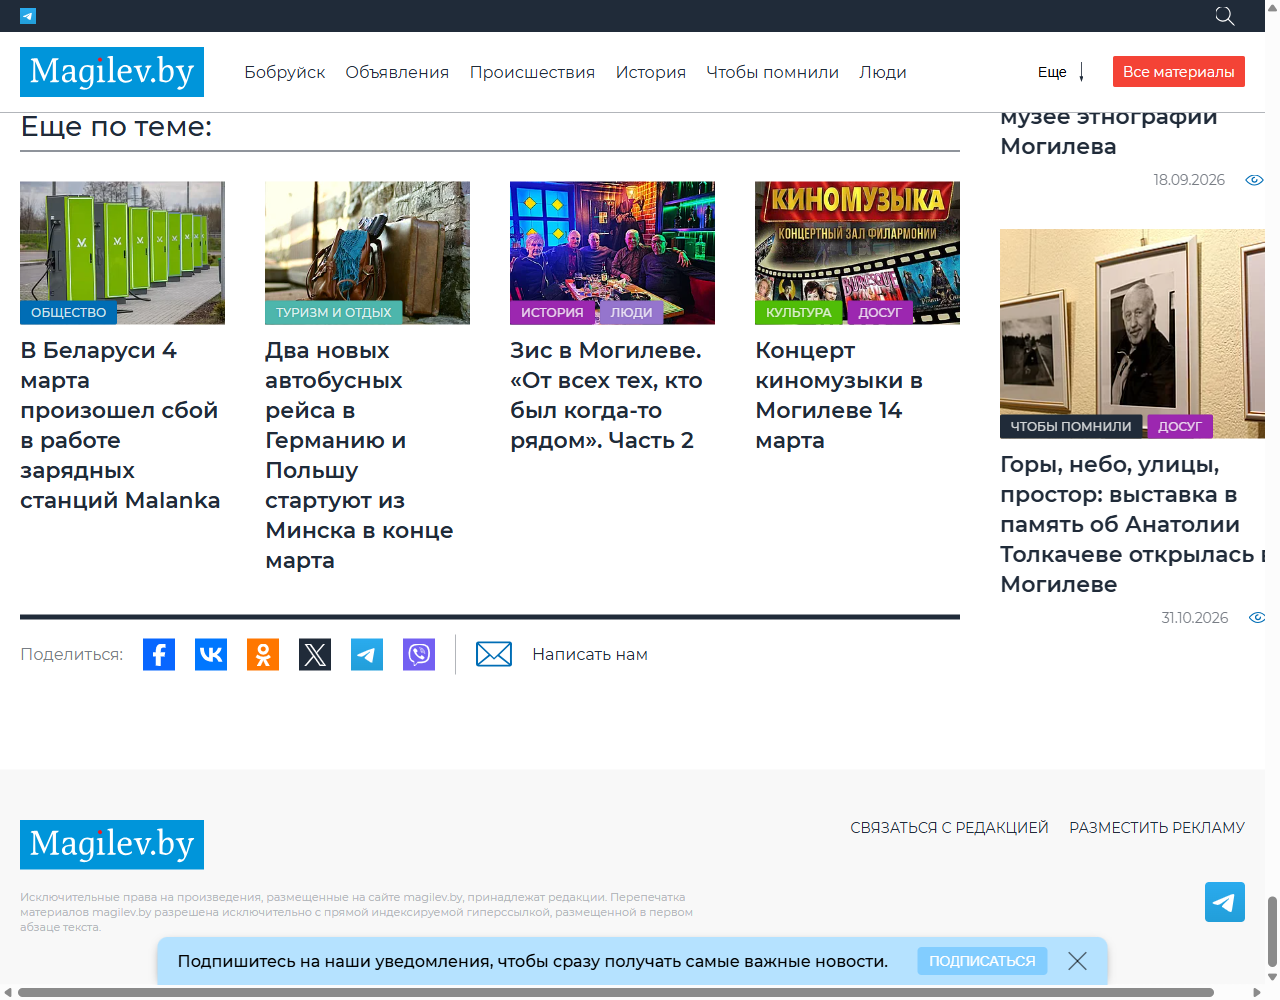 Magilev.by
Бобруйск Объявления Происшествия История Чтобы помнили Люди
Еще
Все материалы
Еще по теме:
ОБЩЕСТВО
В Беларуси 4
марта
произошел сбой
в работе
зарядных
станций Malanka
ТУРИЗМ И ОТДЫХ
Два новых
автобусных
рейса в
Германию и
Польшу
стартуют из
Минска в конце
марта
ИСТОРИЯ ЛЮДИ
Зис в Могилеве.
«От всех тех, кто
был когда-то
рядом». Часть 2
КИНОМУЗЫКА
КОНЦЕРТНЫЙ ЗАЛ ФИЛАРМОНИИ
BURLESQUE
КУЛЬТУРА ДОСУГ
Концерт
киномузыки в
Могилеве 14
марта
музее этнографии
Могилева
18.09.2026
ЧТОБЫ ПОМНИЛИ ДОСУГ
Горы, небо, улицы,
простор: выставка в
память об Анатолии
Толкачеве открылась в
Могилеве
31.10.2026
Поделиться:
Написать нам
Magilev.by
СВЯЗАТЬСЯ С РЕДАКЦИЕЙ РАЗМЕСТИТЬ РЕКЛАМУ
Исключительные права на произведения, размещенные на сайте magilev.by, принадлежат редакции. Перепечатка
материалов magilev.by разрешена исключительно с прямой индексируемой гиперссылкой, размещенной в первом
абзаце текста.
Подпишитесь на наши уведомления, чтобы сразу получать самые важные новости.
ПОДПИСАТЬСЯ